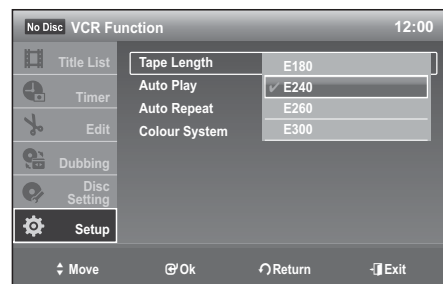 No Disc VCR Function 12:00
Title List
Timer
Edit
Dubbing
Disc
Setting
Setup
Tape Length
Auto Play
Auto Repeat
Colour System
E180
✔ E240
E260
E300
Move Ok Return Exit